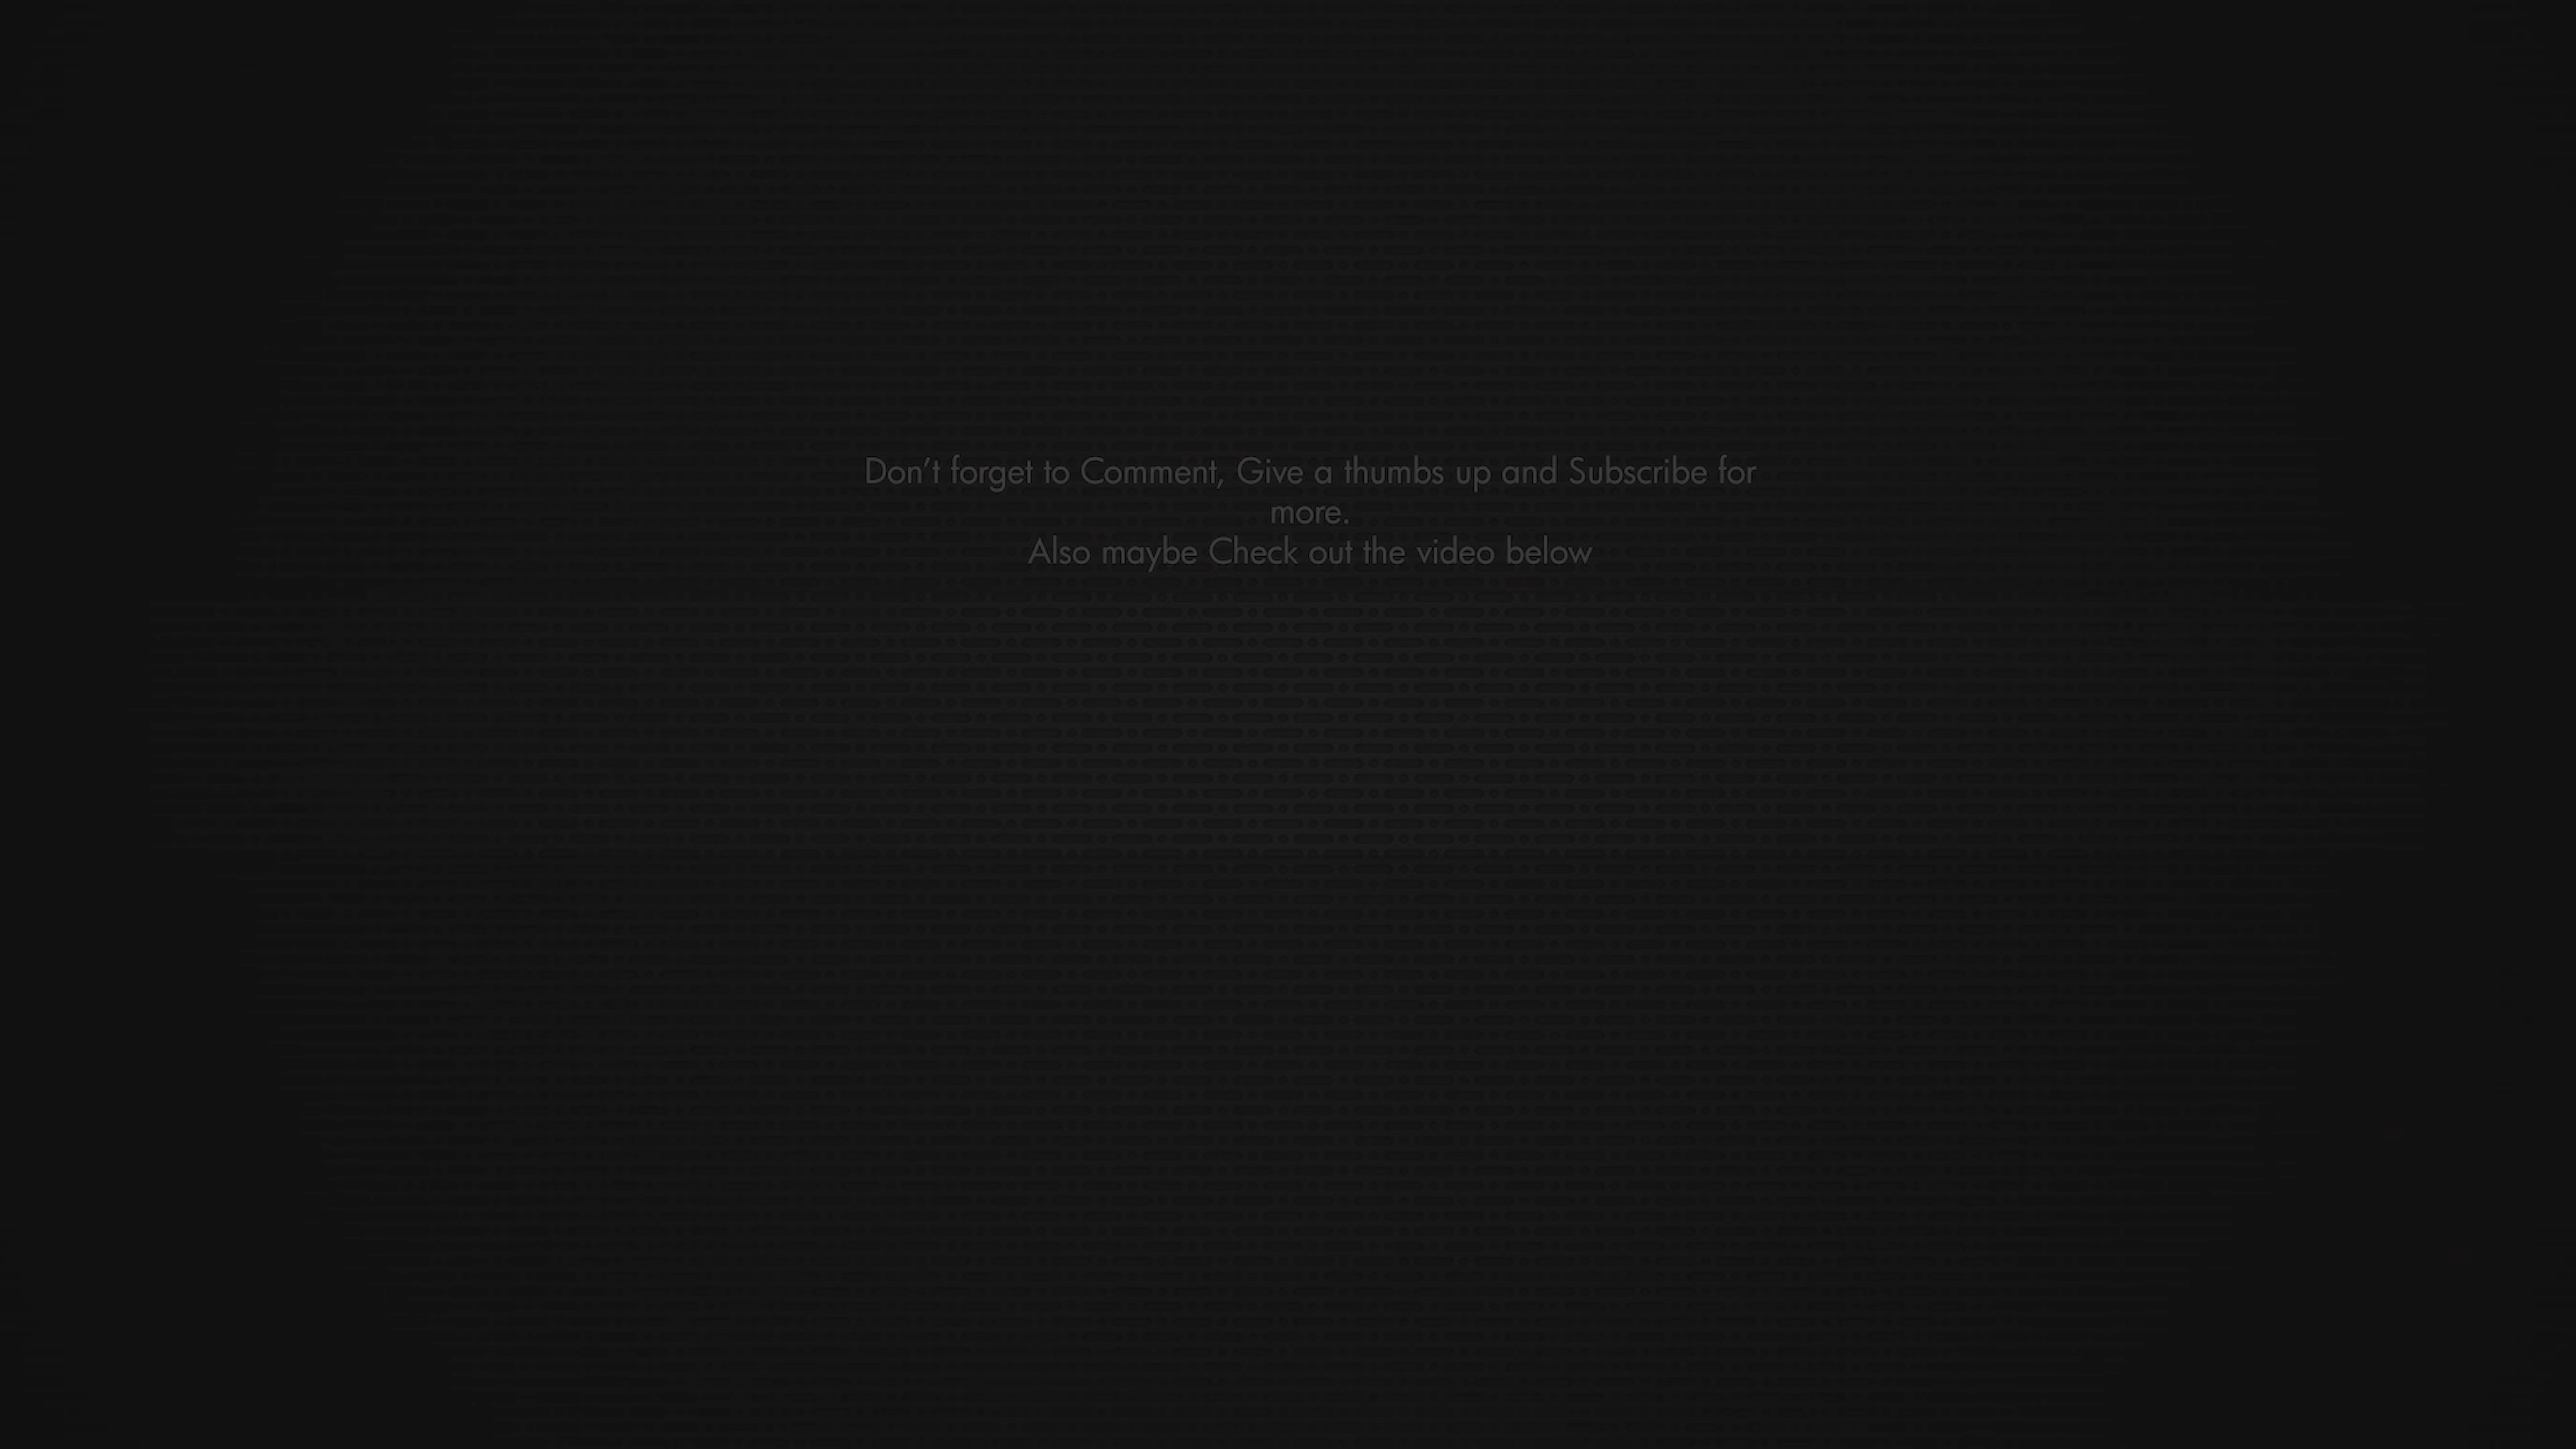 Don’t forget to Comment, Give a thumbs up and Subscribe for
more.
Also maybe Check out the video below